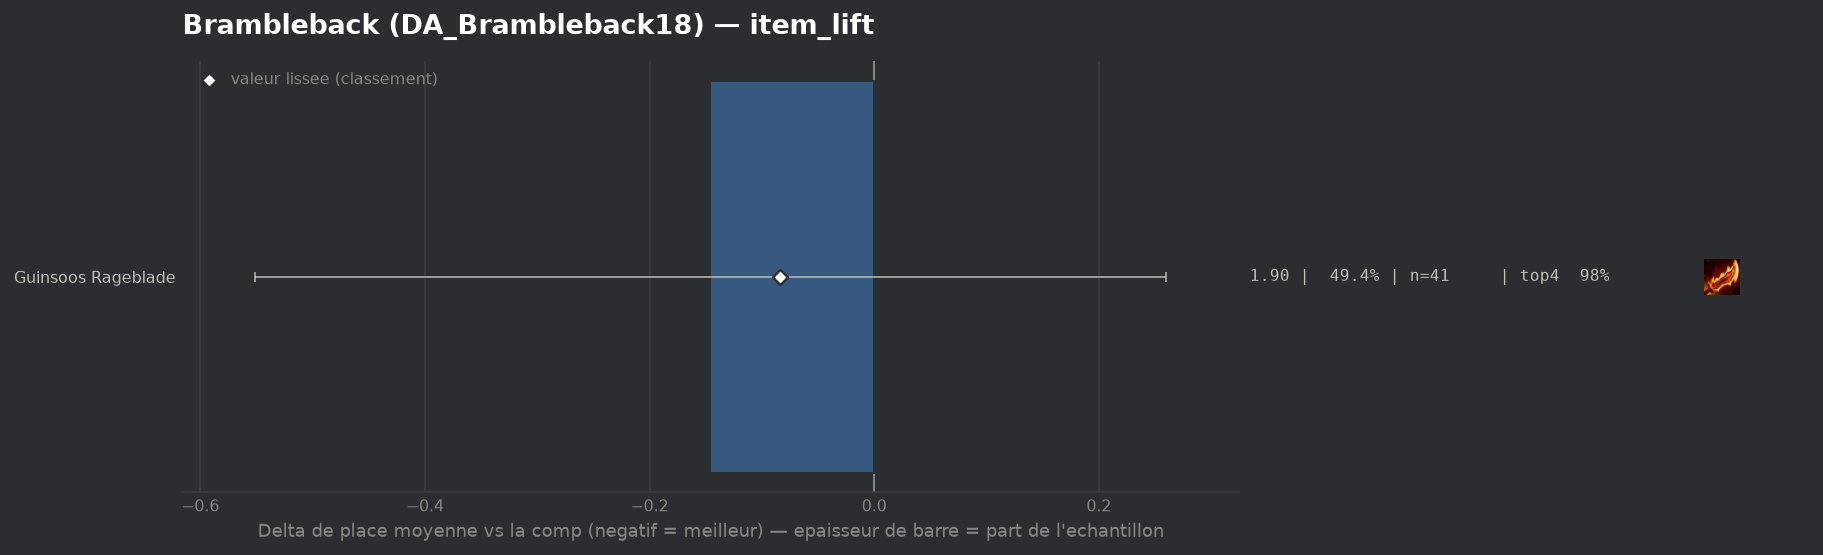 Brambleback (DA_Brambleback18) — item_lift
valeur lissee (classement)
Guinsoos Rageblade
1.90 |  49.4% | n=41     | top4  98%
−0.6 −0.4 −0.2 0.0 0.2
Delta de place moyenne vs la comp (negatif = meilleur) — epaisseur de barre = part de l'echantillon